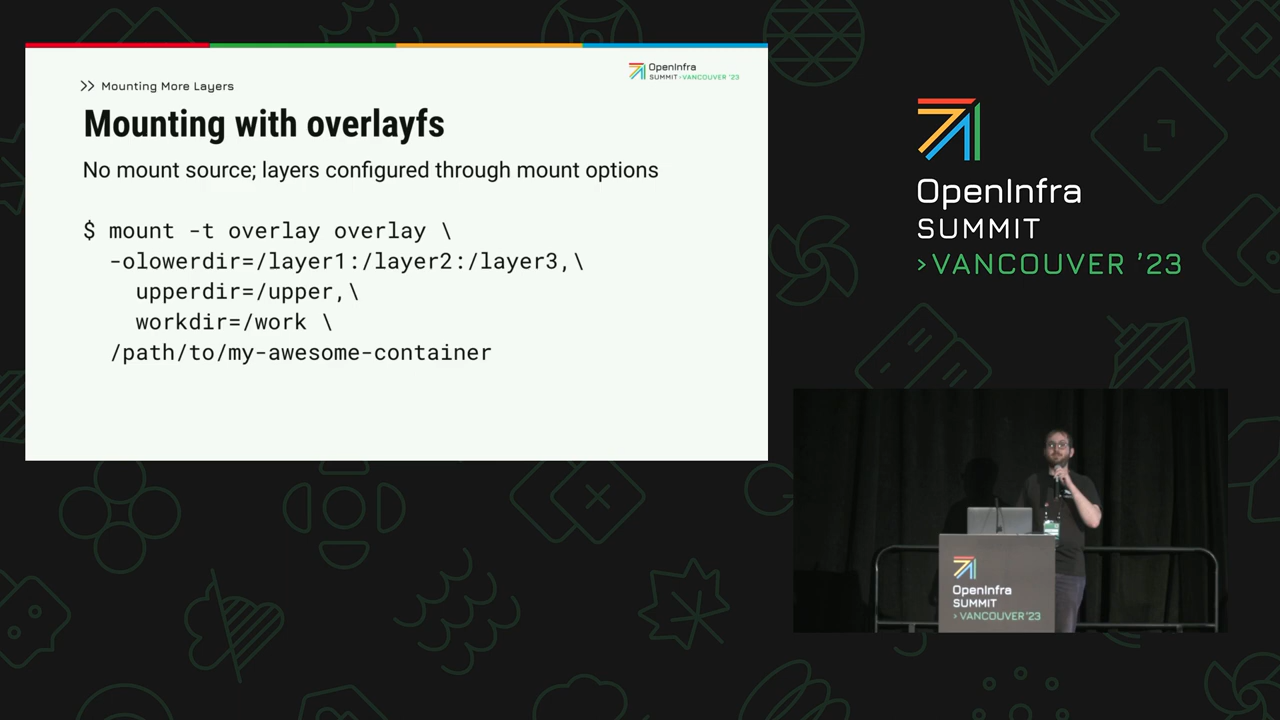 OpenInfra
SUMMIT >VANCOUVER '23
>> Mounting More Layers
Mounting with overlayfs
No mount source; layers configured through mount options
$ mount -t overlay overlay \
-olowerdir=/layer1:/layer2:/layer3,\
upperdir=/upper,\
workdir=/work \
/path/to/my-awesome-container
OpenInfra
SUMMIT
>VANCOUVER '23
OpenInfra
SUMMIT
>VANCOUVER '23